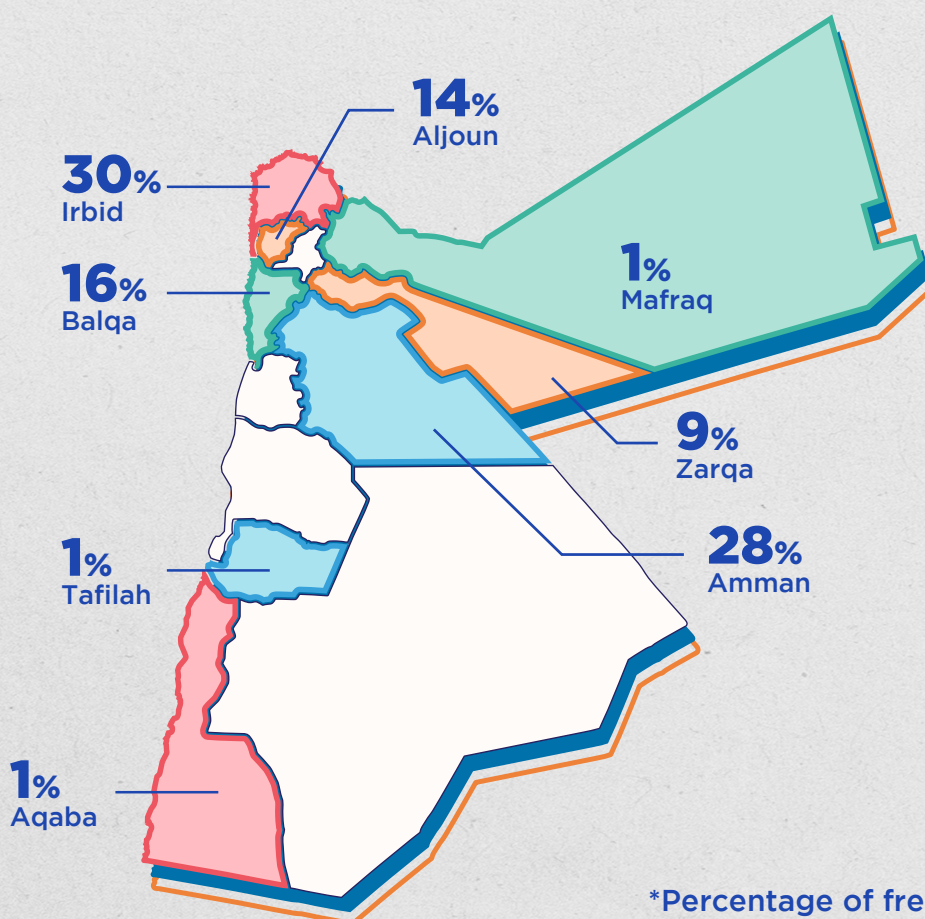 14%
Aljoun
30%
Irbid
16%
Balqa
1%
Mafraq
9%
Zarqa
28%
Amman
1%
Tafilah
1%
Aqaba
*Percentage of fre